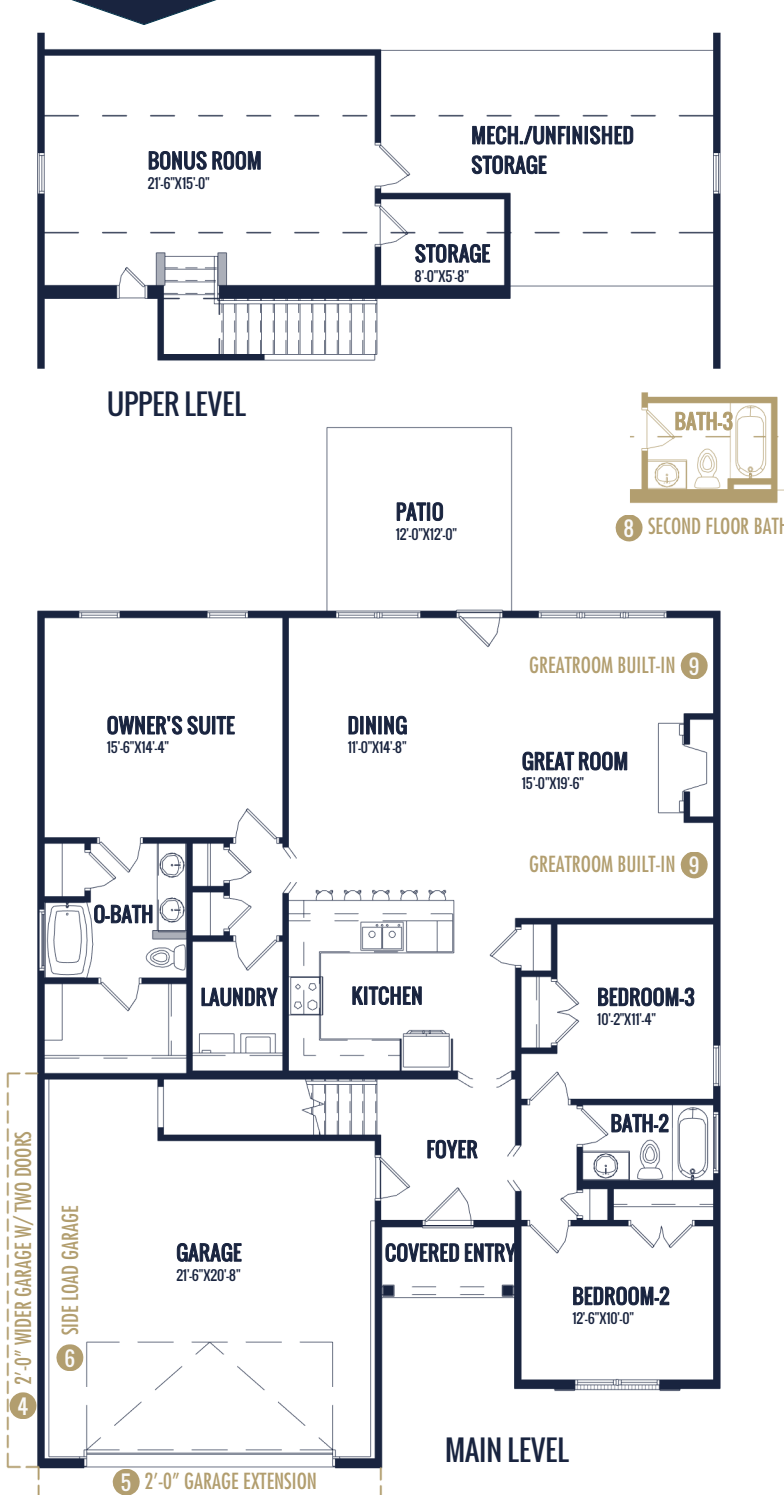 BONUS ROOM
21'-6"X15'-0"
MECH./UNFINISHED
STORAGE
STORAGE
8'-0"X5'-8"
UPPER LEVEL
BATH-3
8 SECOND FLOOR BATH
PATIO
12'-0"X12'-0"
GREATROOM BUILT-IN 9
OWNER'S SUITE
15'-6"X14'-4"
DINING
11'-0"X14'-8"
GREAT ROOM
15'-0"X19'-6"
GREATROOM BUILT-IN 9
O-BATH
LAUNDRY
KITCHEN
BEDROOM-3
10'-2"X11'-4"
BATH-2
FOYER
4 2'-0" WIDER GARAGE W/ TWO DOORS
6 SIDE LOAD GARAGE
GARAGE
21'-6"X20'-8"
COVERED ENTRY
BEDROOM-2
12'-6"X10'-0"
MAIN LEVEL
5 2'-0" GARAGE EXTENSION